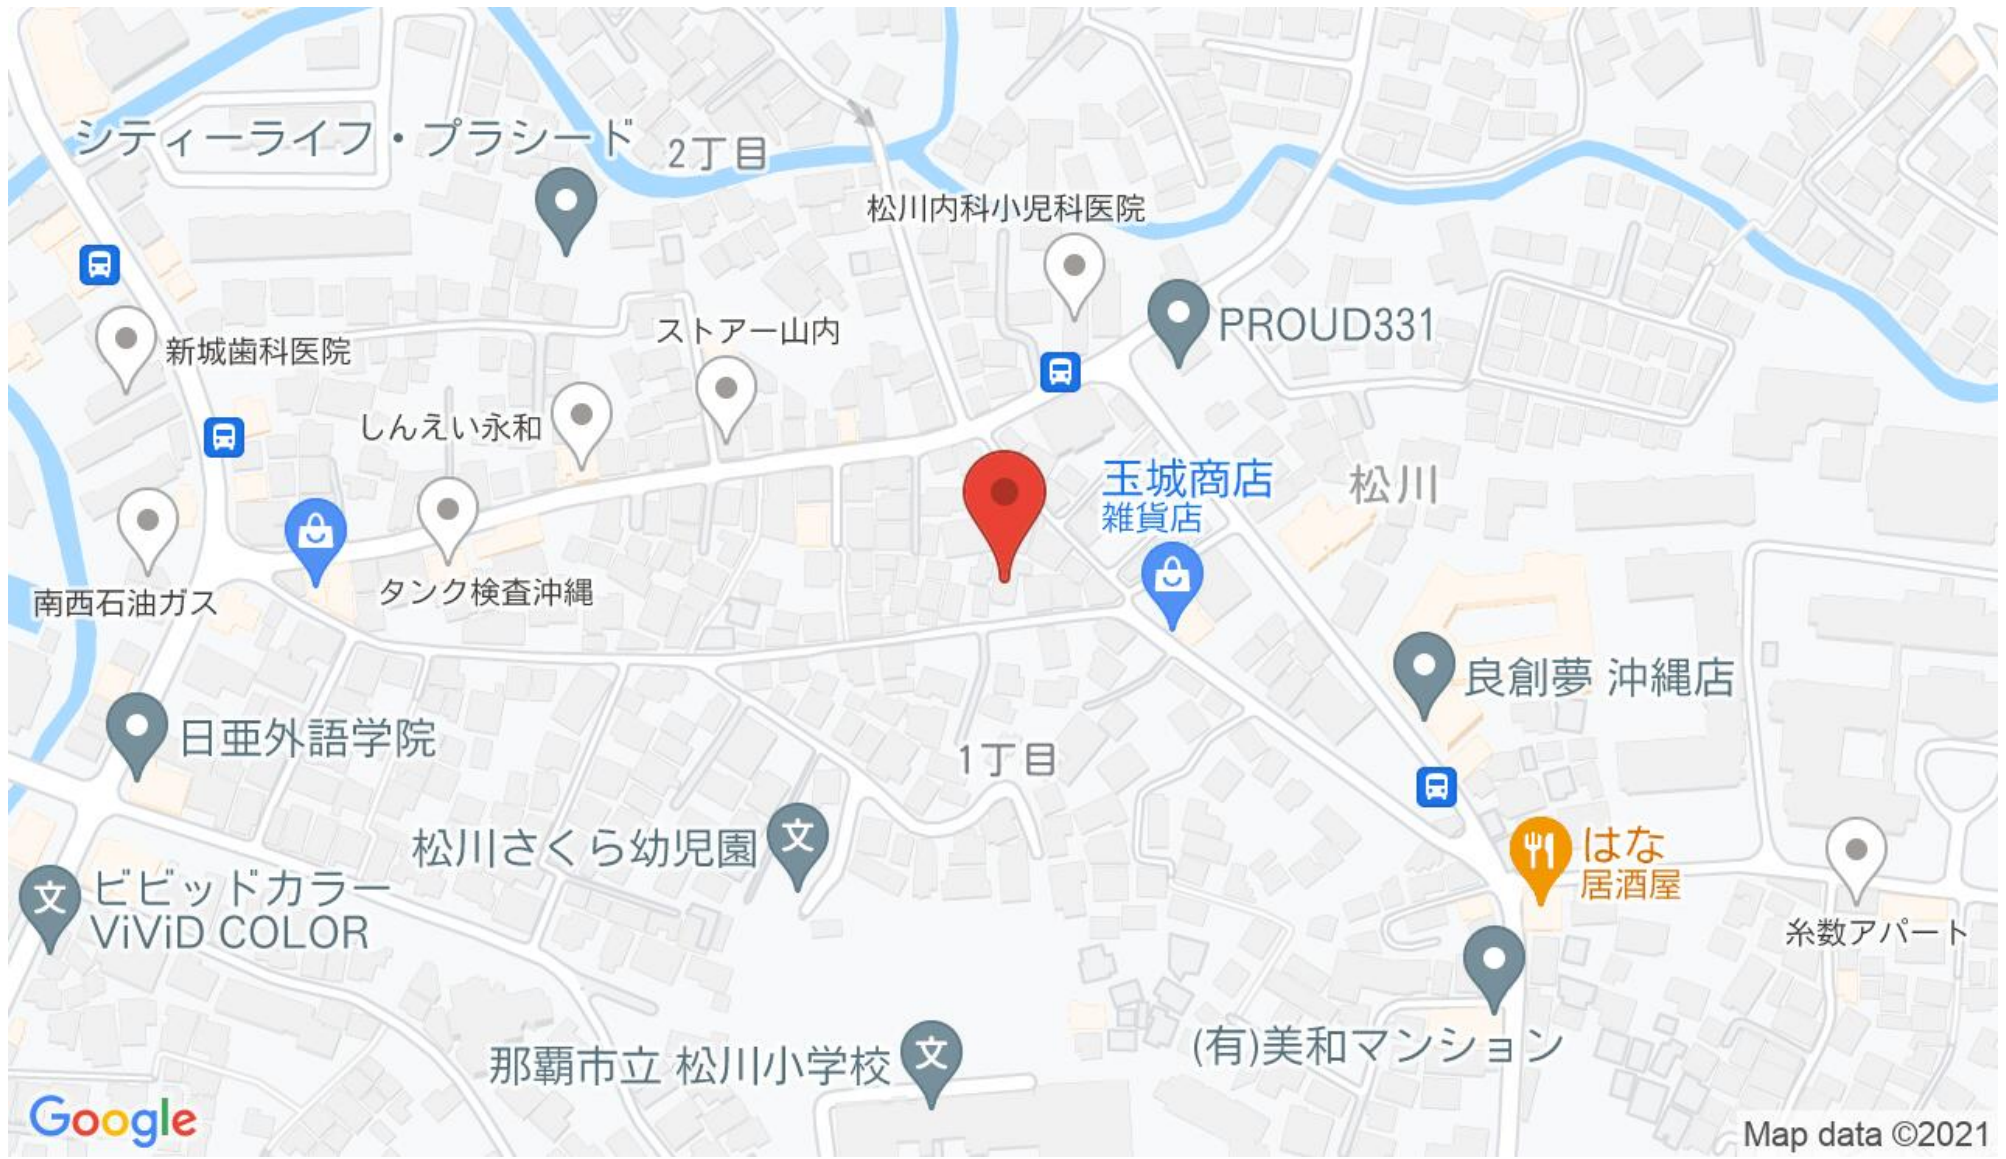 シティーライフ・プラシード
2丁目
松川内科小児科医院
PROUD331
ストアー山内
新城歯科医院
しんえい永和
玉城商店
雑貨店
松川
南西石油ガス
タンク検査沖縄
良創夢 沖縄店
日亜外語学院
1丁目
松川さくら幼児園
文
はな
居酒屋
文
ビビッドカラー
ViViD COLOR
糸数アパート
(有)美和マンション
那覇市立 松川小学校
文
Google
Map data ©2021